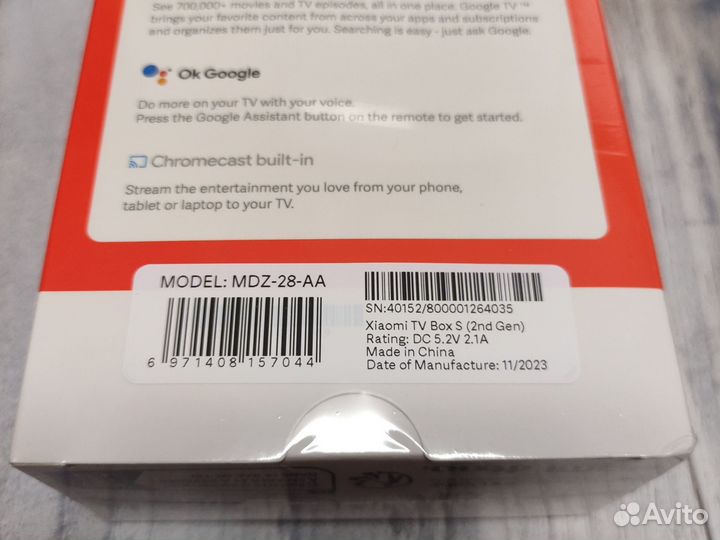 See 700,000+ movies and TV episodes, all in one place. Google TV™
brings your favorite content from across your apps and subscriptions
and organizes them just for you. Searching is easy - just ask Google.
Ok Google
Do more on your TV with your voice.
Press the Google Assistant button on the remote to get started.
Chromecast built-in
Stream the entertainment you love from your phone,
tablet or laptop to your TV.
MODEL: MDZ-28-AA
6 971408 157044
SN:40152/800001264035
Xiaomi TV Box S (2nd Gen)
Rating: DC 5.2V 2.1A
Made in China
Date of Manufacture: 11/2023
Avito